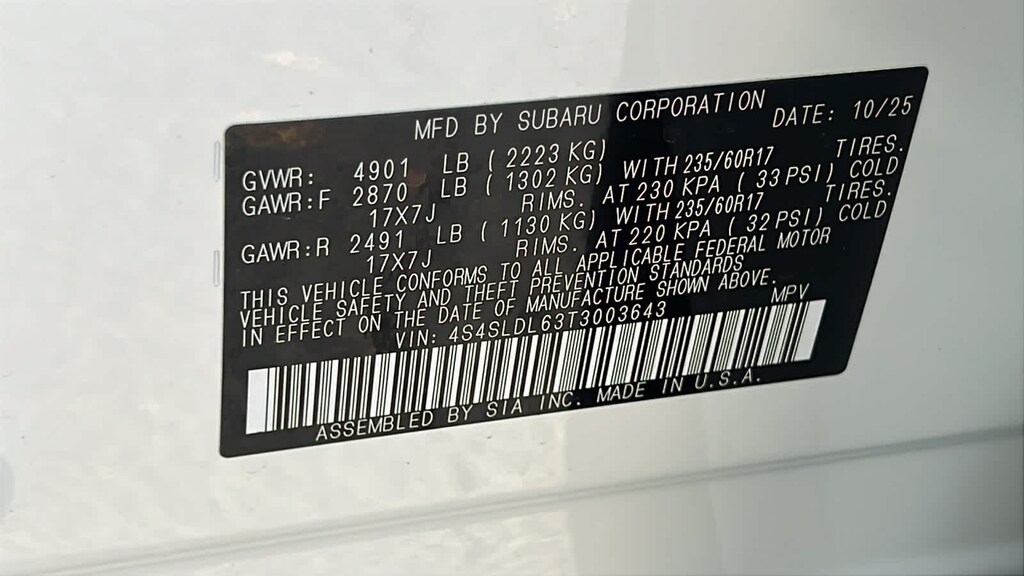 MFD BY SUBARU CORPORATION DATE: 10/25
GVWR: 4901 LB ( 2223 KG)
GAWR:F 2870 LB ( 1302 KG) WITH 235/60R17 TIRES.
17X7J RIMS. AT 230 KPA ( 33 PSI) COLD
GAWR:R 2491 LB ( 1130 KG) WITH 235/60R17 TIRES.
17X7J RIMS. AT 220 KPA ( 32 PSI) COLD
THIS VEHICLE CONFORMS TO ALL APPLICABLE FEDERAL MOTOR
VEHICLE SAFETY AND THEFT PREVENTION STANDARDS
IN EFFECT ON THE DATE OF MANUFACTURE SHOWN ABOVE.
VIN: 4S4SLDL63T3003643 MPV
ASSEMBLED BY SIA INC. MADE IN U.S.A.